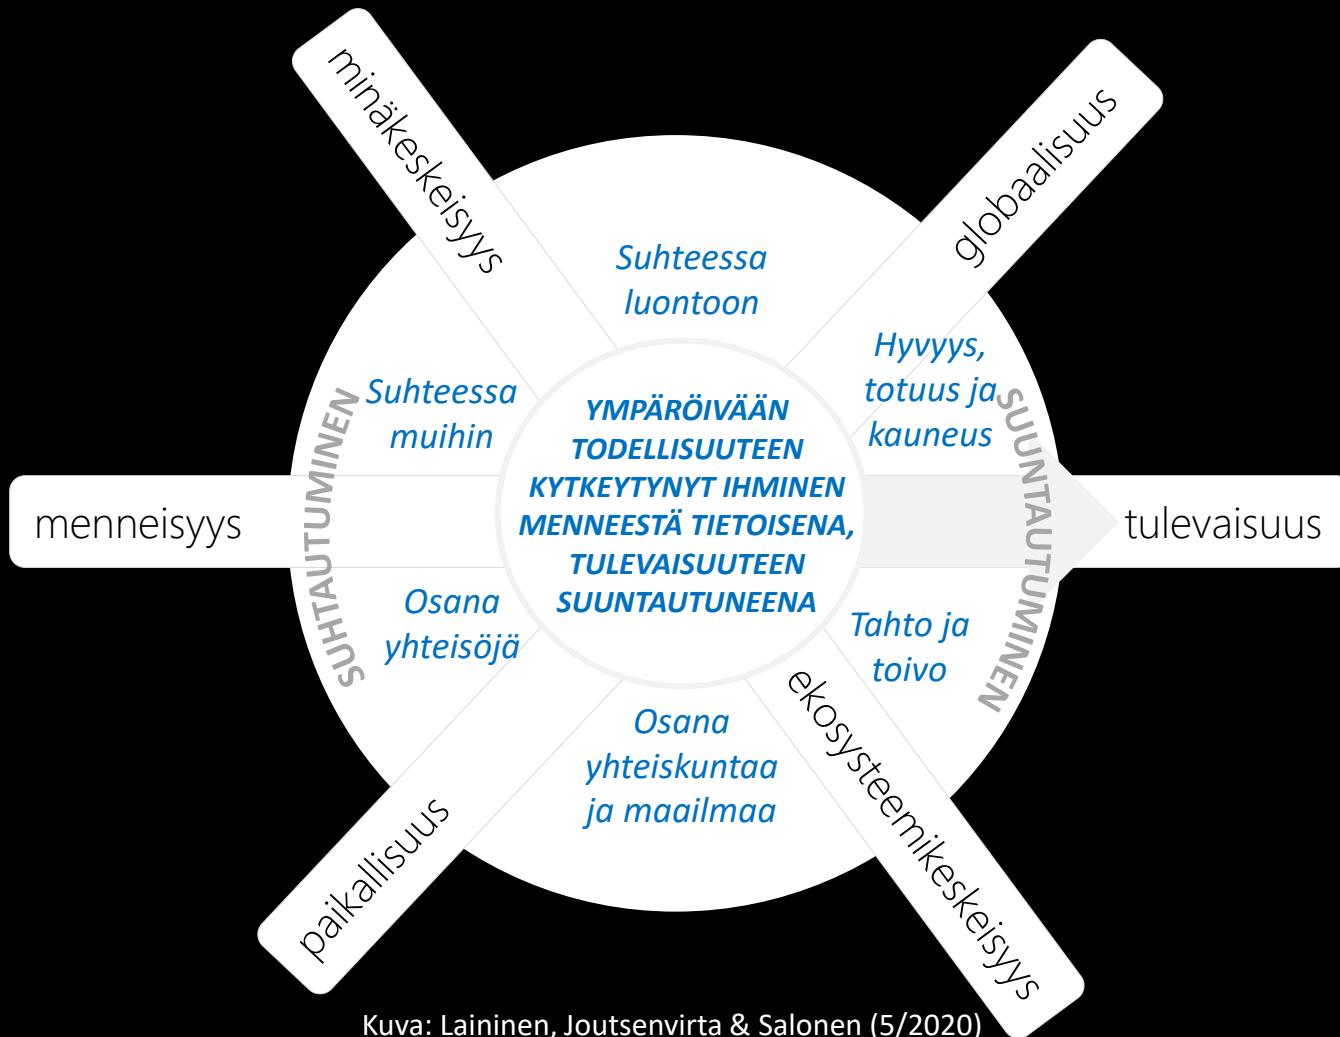 minäkeskeisyys
globaalisuus
Suhteessa
luontoon
Hyvyys,
totuus ja
kauneus
Suhteessa
muihin
SUHTAUTUMINEN
SUUNTAUTUMINEN
YMPÄRÖIVÄÄN
TODELLISUUTEEN
KYTKEYTYNYT IHMINEN
MENNEESTÄ TIETOISENA,
TULEVAISUUTEEN
SUUNTAUTUNEENA
menneisyys
tulevaisuus
Osana
yhteisöjä
Tahto ja
toivo
Osana
yhteiskuntaa
ja maailmaa
paikallisuus
ekosysteemikeskeisyys
Kuva: Laininen, Joutsenvirta & Salonen (5/2020)